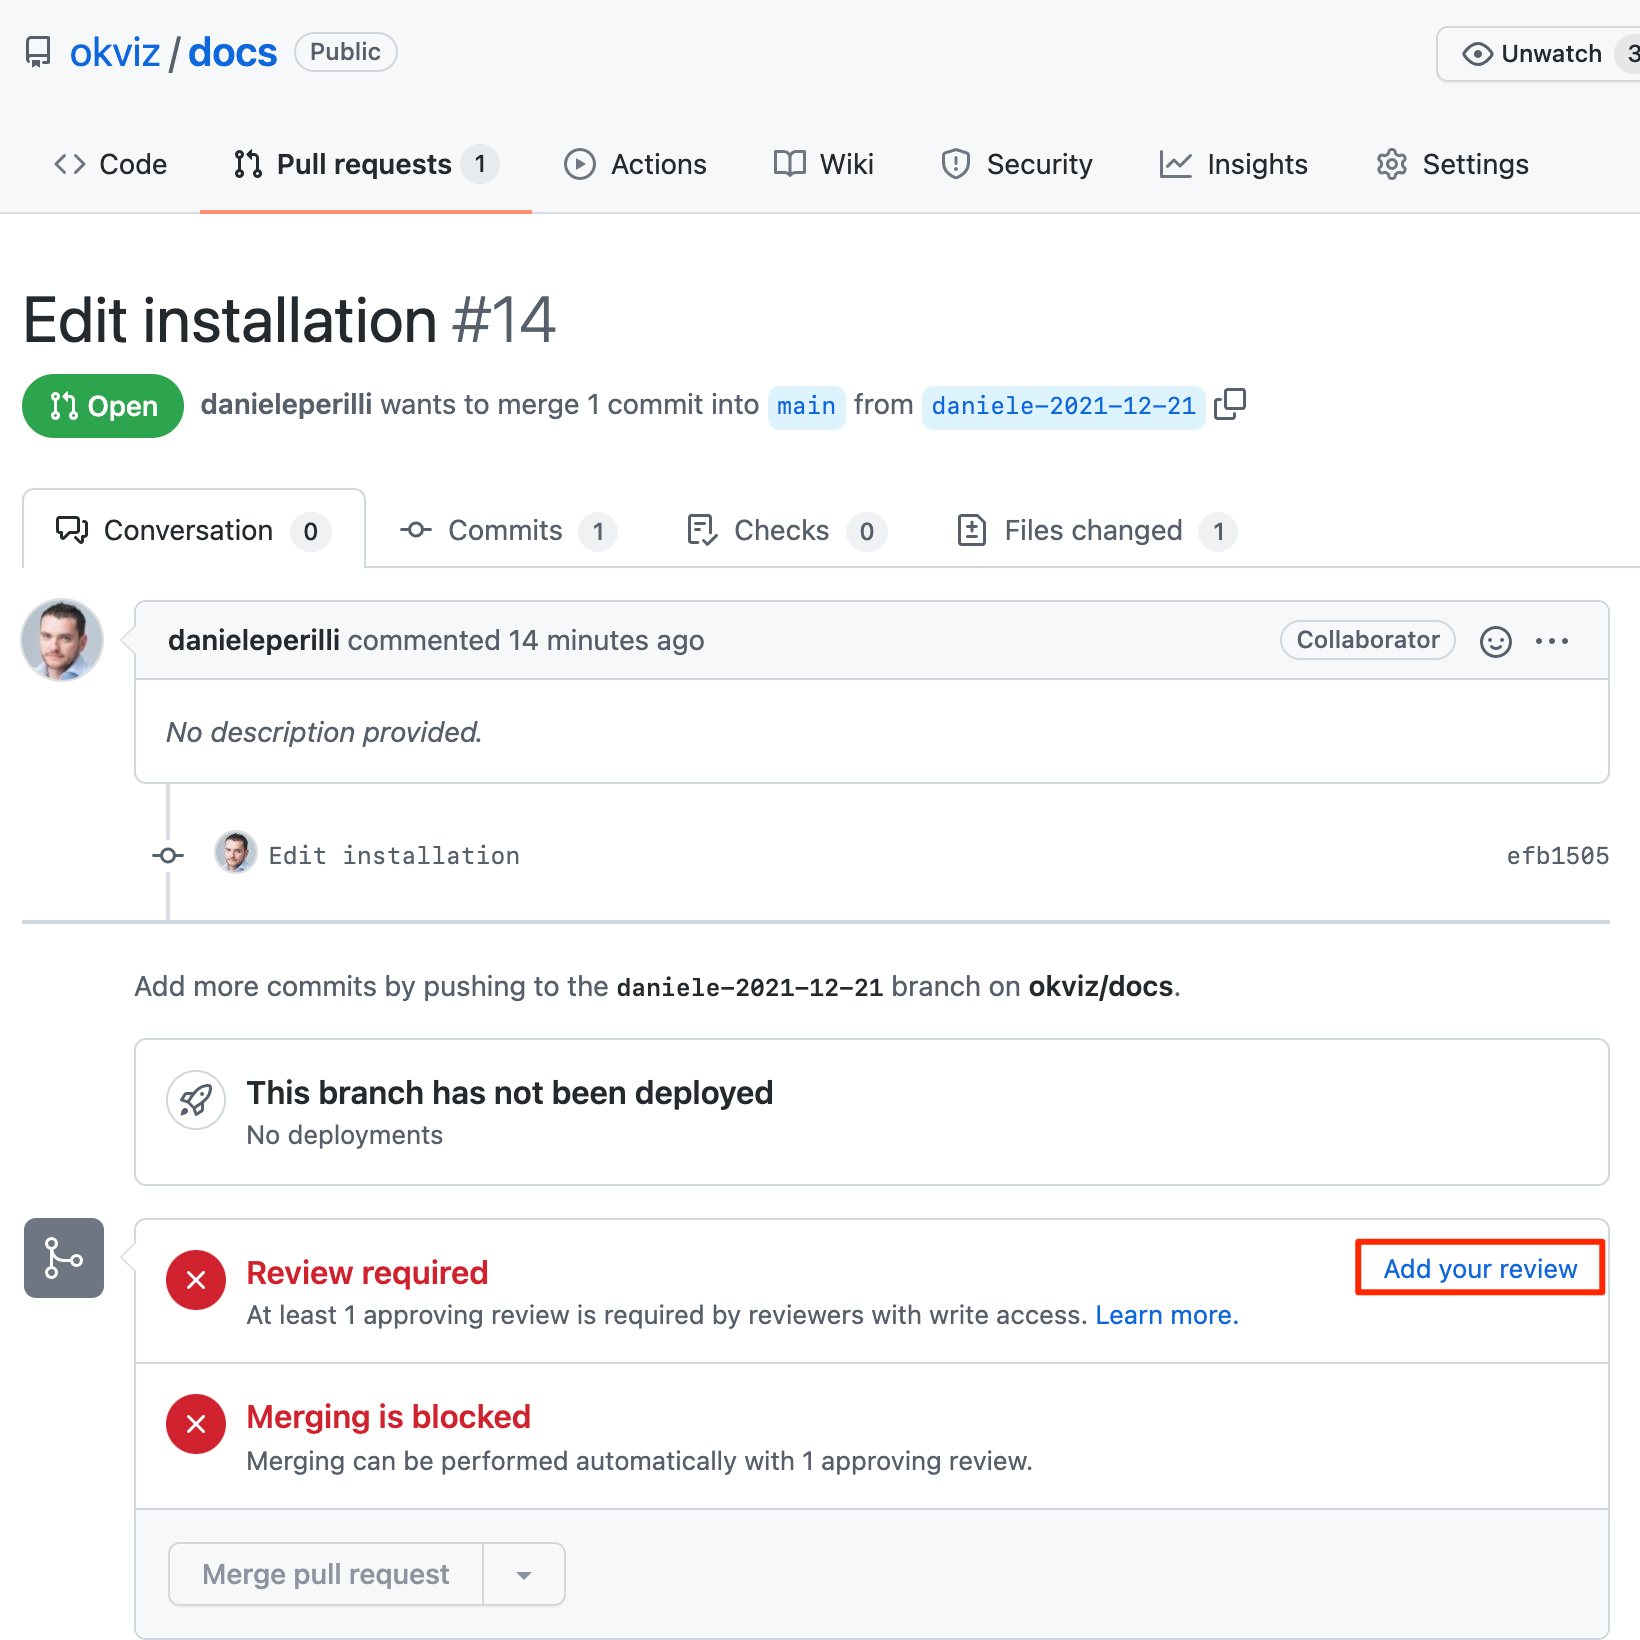 okviz / docs Public Unwatch 3
Code Pull requests 1 Actions Wiki Security Insights Settings
Edit installation #14
Open danieleperilli wants to merge 1 commit into main from daniele-2021-12-21
Conversation 0 Commits 1 Checks 0 Files changed 1
danieleperilli commented 14 minutes ago Collaborator
No description provided.
Edit installation efb1505
Add more commits by pushing to the daniele-2021-12-21 branch on okviz/docs.
This branch has not been deployed
No deployments
Review required Add your review
At least 1 approving review is required by reviewers with write access. Learn more.
Merging is blocked
Merging can be performed automatically with 1 approving review.
Merge pull request